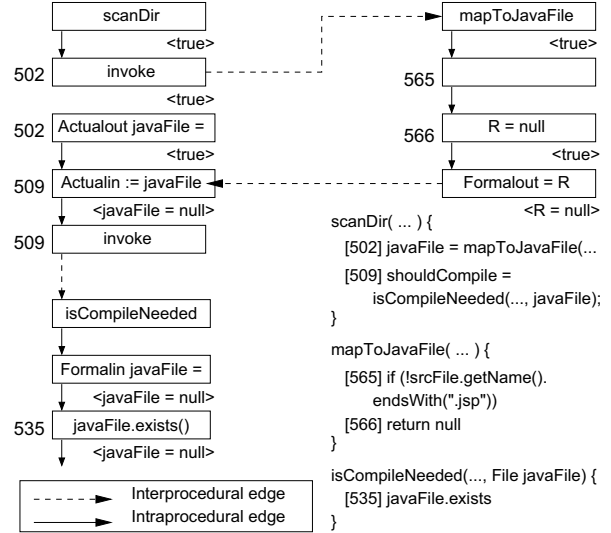 scanDir
<true>
502
invoke
<true>
502
Actualout javaFile =
<true>
509
Actualin := javaFile
<javaFile = null>
509
invoke
isCompileNeeded
Formalin javaFile =
<javaFile = null>
535
javaFile.exists()
<javaFile = null>
mapToJavaFile
<true>
565
566
R = null
<true>
Formalout = R
<R = null>
scanDir( ... ) {
[502] javaFile = mapToJavaFile(...
[509] shouldCompile =
isCompileNeeded(..., javaFile);
}
mapToJavaFile( ... ) {
[565] if (!srcFile.getName().
endsWith(".jsp"))
[566] return null
}
isCompileNeeded(..., File javaFile) {
[535] javaFile.exists
}
Interprocedural edge
Intraprocedural edge